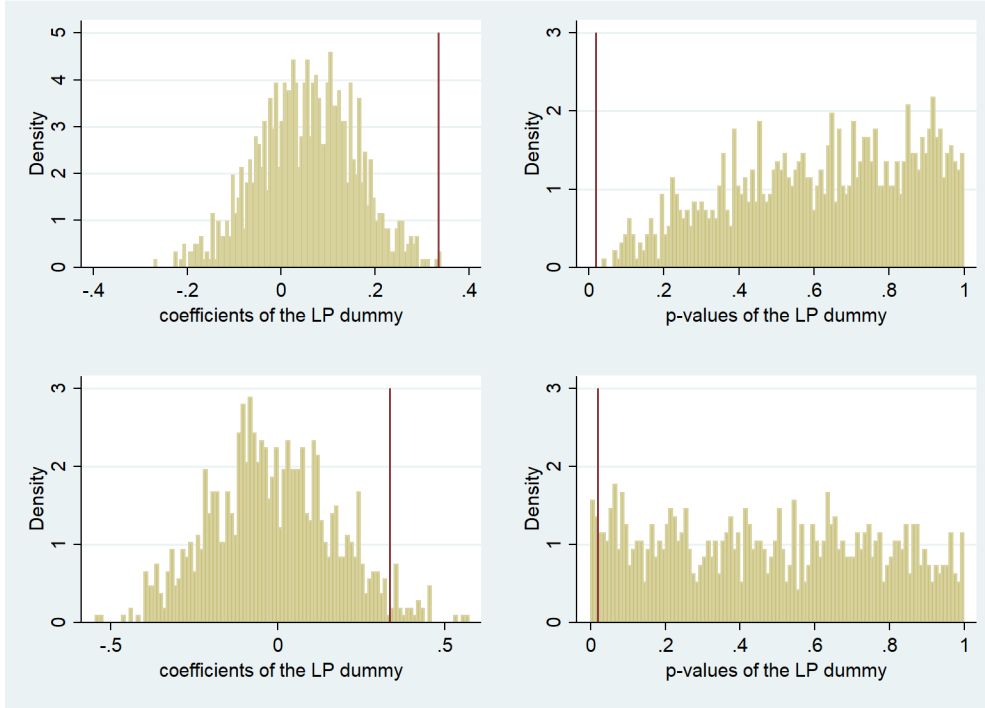 Density
0 1 2 3 4 5
-.4 -.2 0 .2 .4
coefficients of the LP dummy
Density
0 1 2 3
0 .2 .4 .6 .8 1
p-values of the LP dummy
Density
0 1 2 3
-.5 0 .5
coefficients of the LP dummy
Density
0 1 2 3
0 .2 .4 .6 .8 1
p-values of the LP dummy